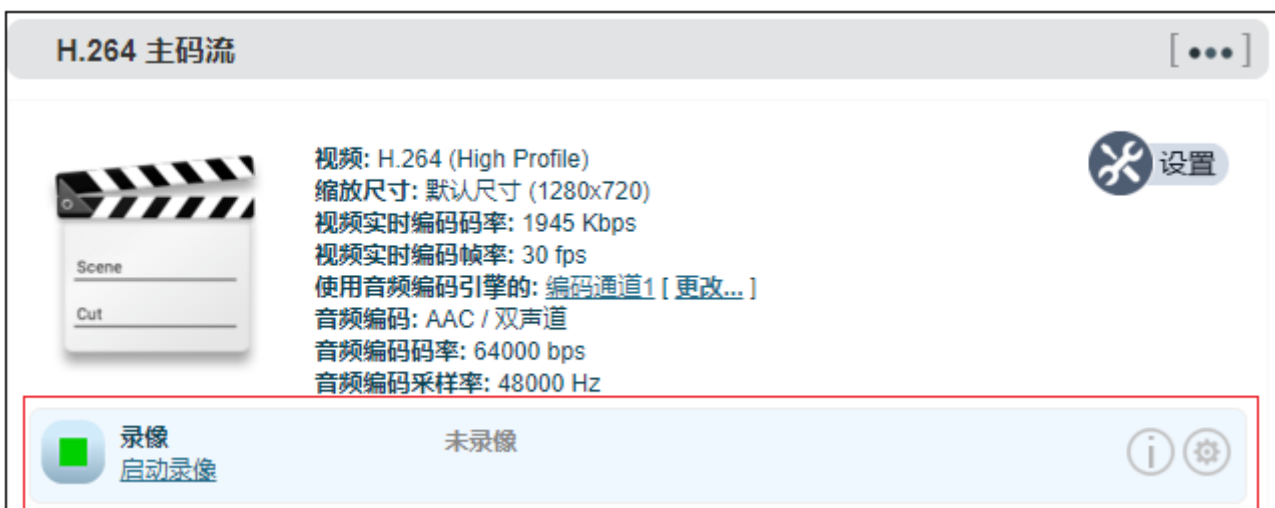 H.264 主码流
[ ••• ]
视频: H.264 (High Profile)
缩放尺寸: 默认尺寸 (1280x720)
视频实时编码码率: 1945 Kbps
视频实时编码帧率: 30 fps
使用音频编码引擎的: 编码通道1 [ 更改... ]
音频编码: AAC / 双声道
音频编码码率: 64000 bps
音频编码采样率: 48000 Hz
设置
Scene
Cut
录像
启动录像
未录像
i